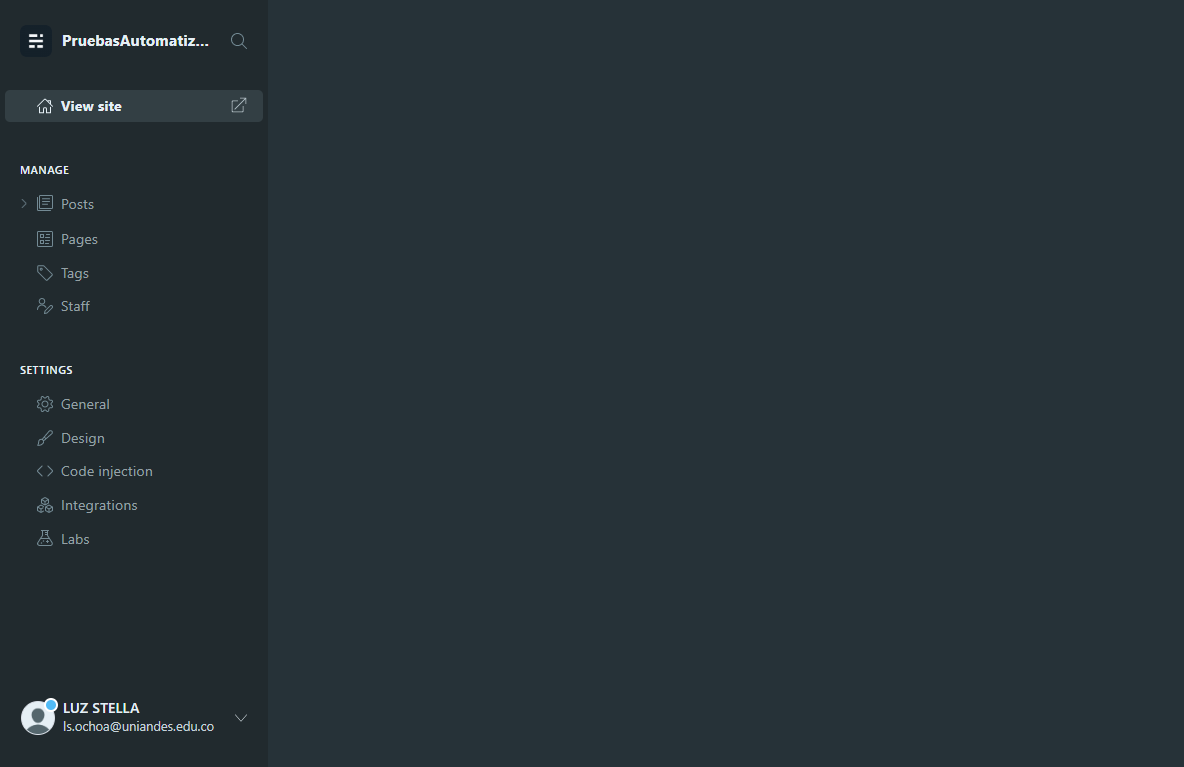 PruebasAutomatiz...
View site
MANAGE
Posts
Pages
Tags
Staff
SETTINGS
General
Design
Code injection
Integrations
Labs
LUZ STELLA
ls.ochoa@uniandes.edu.co